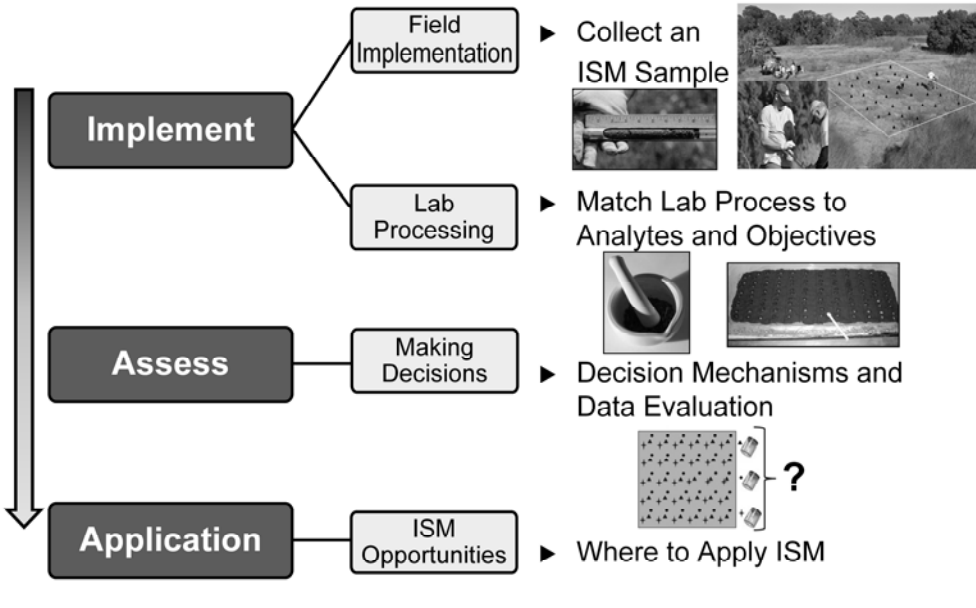 Implement
Field
Implementation
Collect an
ISM Sample
Lab
Processing
Match Lab Process to
Analytes and Objectives
Assess
Making
Decisions
Decision Mechanisms and
Data Evaluation
?
Application
ISM
Opportunities
Where to Apply ISM